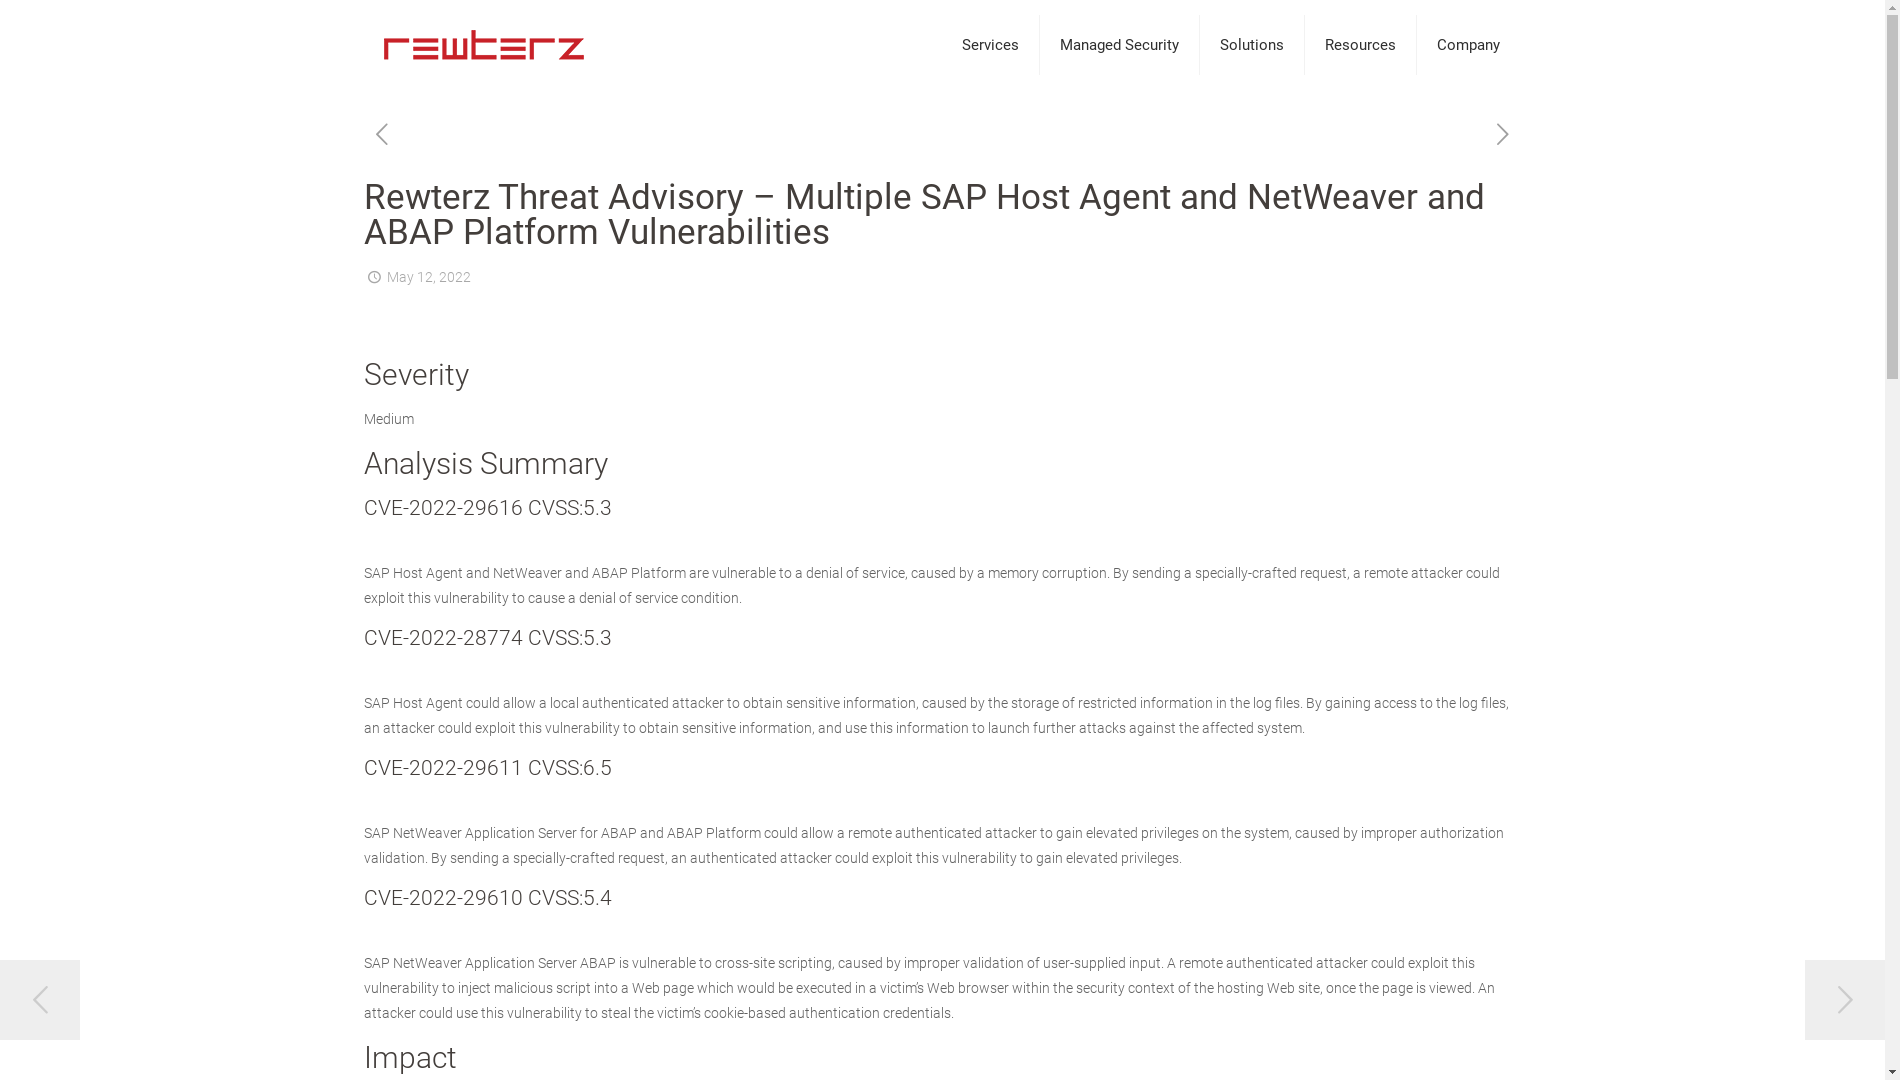 rewterz
Services
Managed Security
Solutions
Resources
Company
Rewterz Threat Advisory – Multiple SAP Host Agent and NetWeaver and
ABAP Platform Vulnerabilities
May 12, 2022
Severity
Medium
Analysis Summary
CVE-2022-29616 CVSS:5.3
SAP Host Agent and NetWeaver and ABAP Platform are vulnerable to a denial of service, caused by a memory corruption. By sending a specially-crafted request, a remote attacker could
exploit this vulnerability to cause a denial of service condition.
CVE-2022-28774 CVSS:5.3
SAP Host Agent could allow a local authenticated attacker to obtain sensitive information, caused by the storage of restricted information in the log files. By gaining access to the log files,
an attacker could exploit this vulnerability to obtain sensitive information, and use this information to launch further attacks against the affected system.
CVE-2022-29611 CVSS:6.5
SAP NetWeaver Application Server for ABAP and ABAP Platform could allow a remote authenticated attacker to gain elevated privileges on the system, caused by improper authorization
validation. By sending a specially-crafted request, an authenticated attacker could exploit this vulnerability to gain elevated privileges.
CVE-2022-29610 CVSS:5.4
SAP NetWeaver Application Server ABAP is vulnerable to cross-site scripting, caused by improper validation of user-supplied input. A remote authenticated attacker could exploit this
vulnerability to inject malicious script into a Web page which would be executed in a victim’s Web browser within the security context of the hosting Web site, once the page is viewed. An
attacker could use this vulnerability to steal the victim’s cookie-based authentication credentials.
Impact